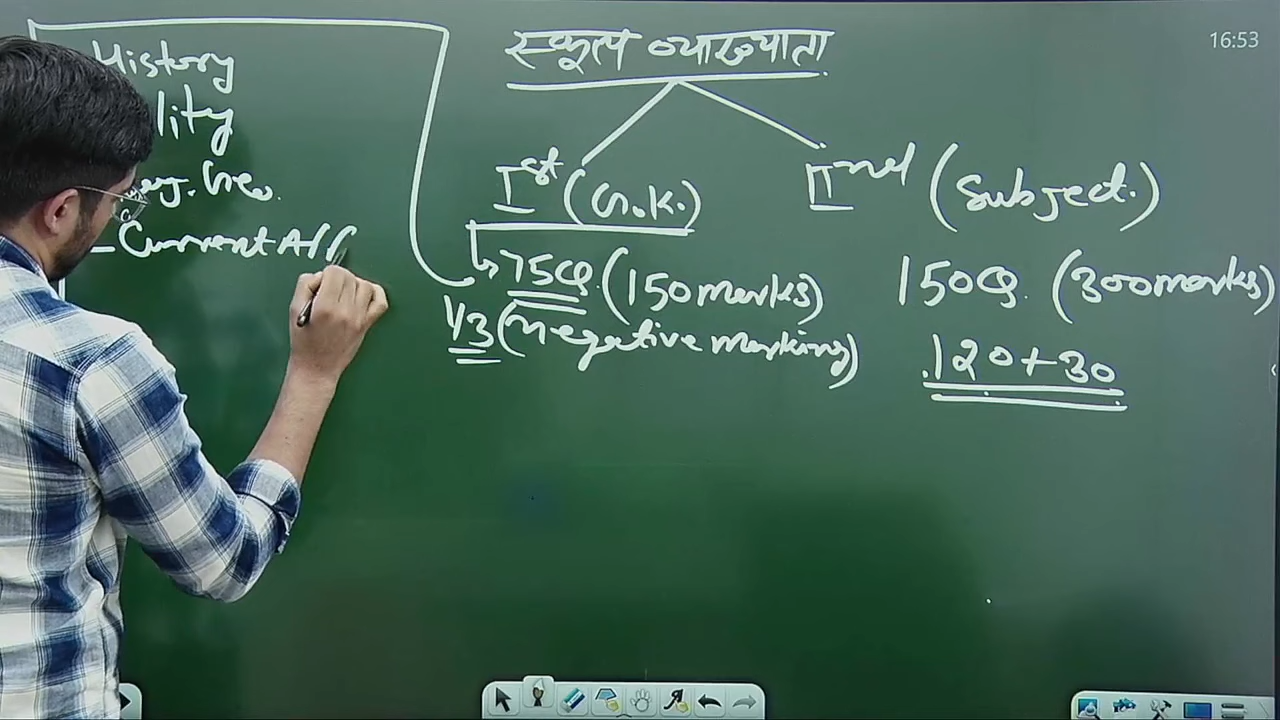 16:53
स्कूल व्याख्याता
Ist (G.K.)
75Q. (150 marks)
1/3 (negative marking)
IInd (Subject.)
150Q. (300 marks)
120+30
History
lity
Geo.
- Current Aff